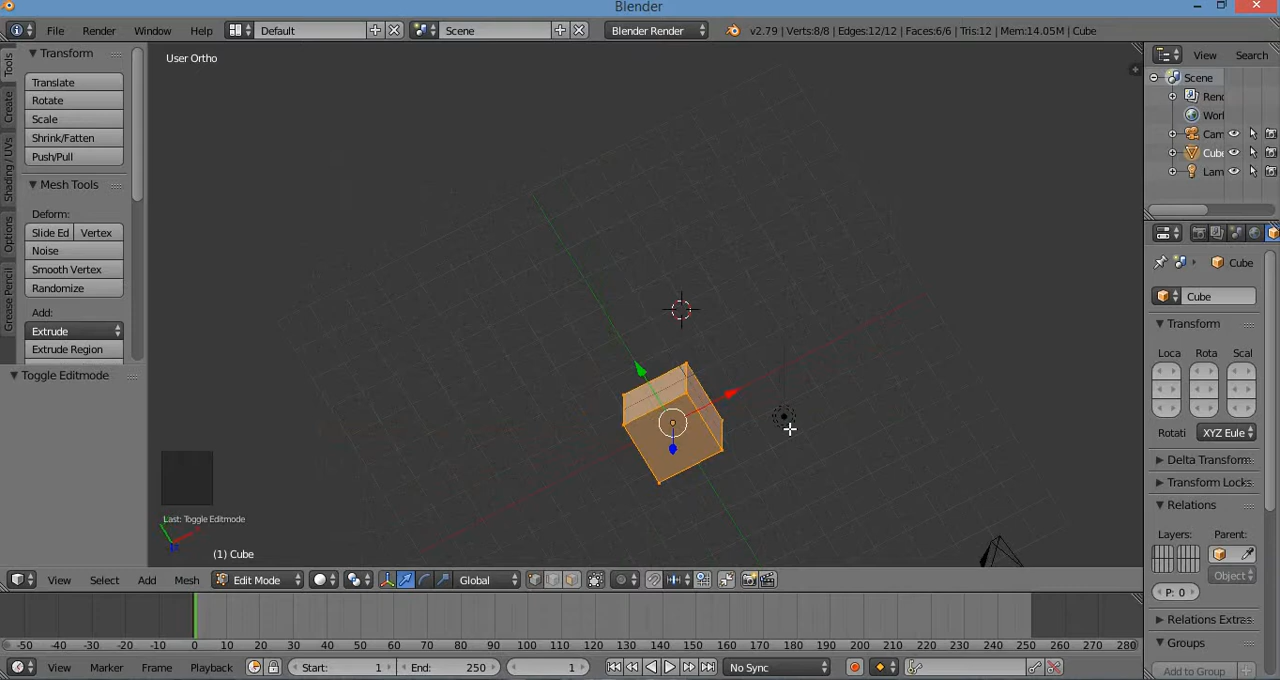 Blender
File Render Window Help Default Scene Blender Render v2.79 | Verts:8/8 | Edges:12/12 | Faces:6/6 | Tris:12 | Mem:14.05M | Cube
Transform
Translate
Rotate
Scale
Shrink/Fatten
Push/Pull
Mesh Tools
Deform:
Slide Ed Vertex
Noise
Smooth Vertex
Randomize
Add:
Extrude
Extrude Region
Toggle Editmode
Tools
Create
Shading / UVs
Options
Grease Pencil
User Ortho
Last: Toggle Editmode
(1) Cube
View Search
Scene
Rend
Worl
Cam
Cube
Lam
Cube
Cube
Transform
Loca Rota Scal
Rotati XYZ Eule
Delta Transform
Transform Locks
Relations
Layers: Parent:
Object
P: 0
Relations Extras
Groups
Add to Group
View Select Add Mesh Edit Mode Global
-50 -40 -30 -20 -10 0 10 20 30 40 50 60 70 80 90 100 110 120 130 140 150 160 170 180 190 200 210 220 230 240 250 260 270 280
View Marker Frame Playback Start: 1 End: 250 1 No Sync